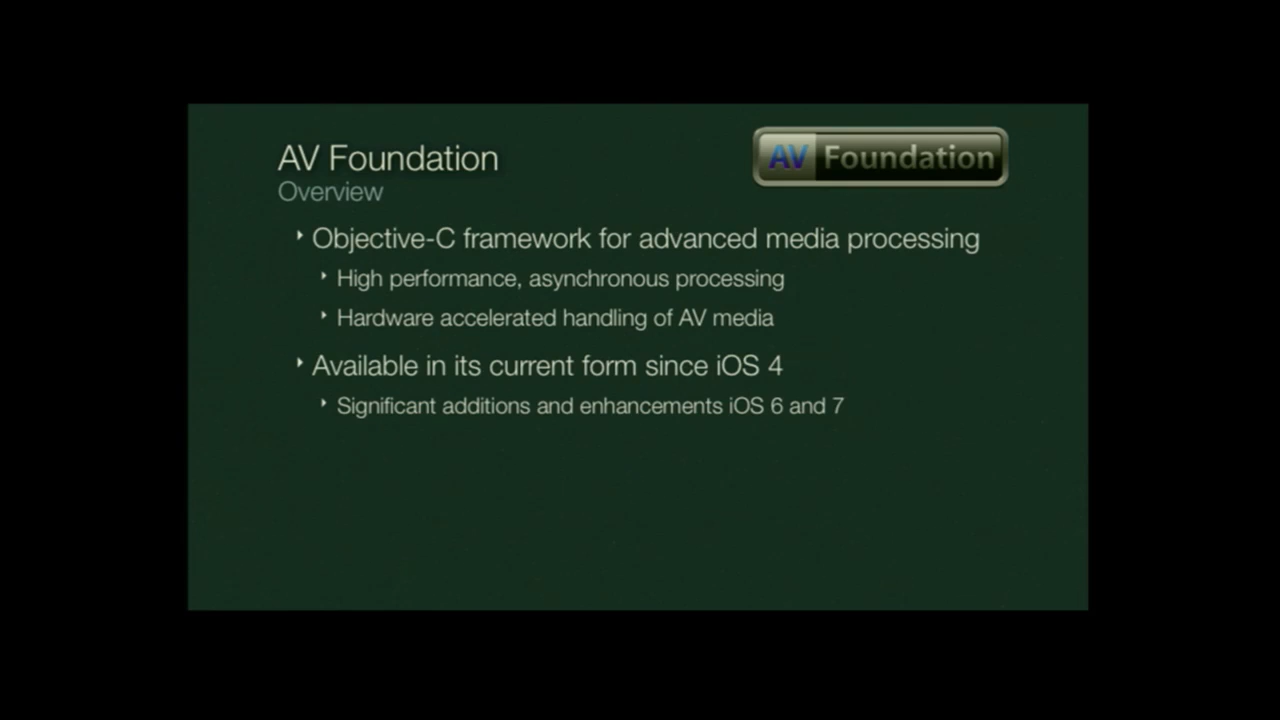 AV Foundation
AV Foundation
Overview
Objective-C framework for advanced media processing
High performance, asynchronous processing
Hardware accelerated handling of AV media
Available in its current form since iOS 4
Significant additions and enhancements iOS 6 and 7